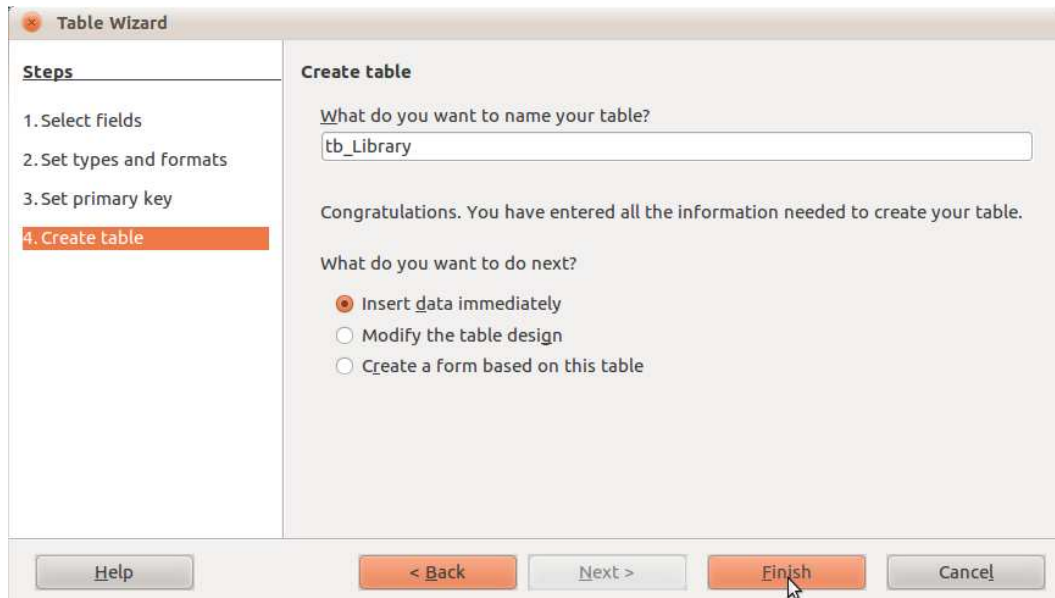 Table Wizard
Steps
1. Select fields
2. Set types and formats
3. Set primary key
4. Create table
Create table
What do you want to name your table?
tb_Library
Congratulations. You have entered all the information needed to create your table.
What do you want to do next?
Insert data immediately
Modify the table design
Create a form based on this table
Help
< Back
Next >
Finish
Cancel